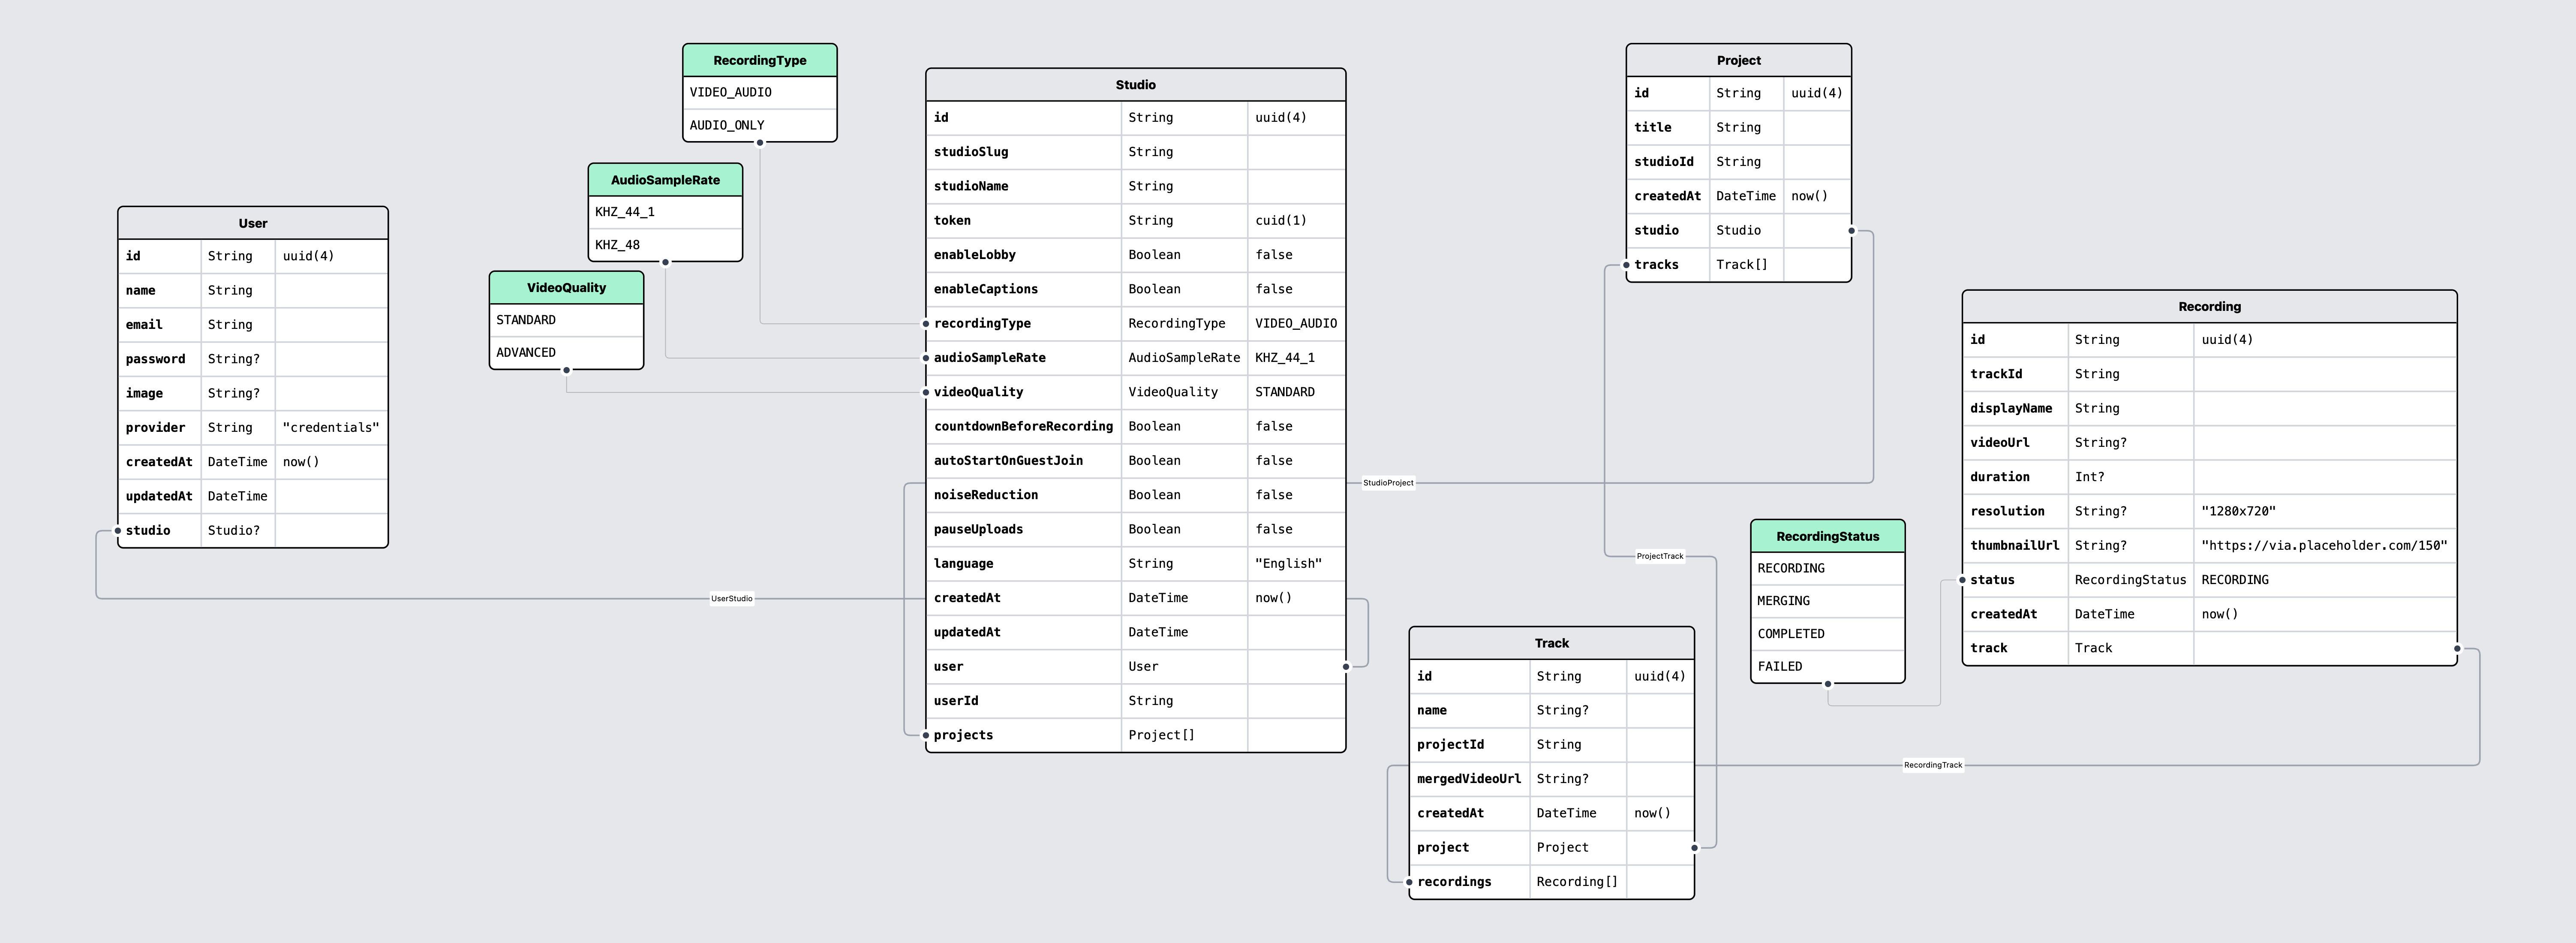 RecordingType
VIDEO_AUDIO
AUDIO_ONLY
AudioSampleRate
KHZ_44_1
KHZ_48
VideoQuality
STANDARD
ADVANCED
User
id String uuid(4)
name String
email String
password String?
image String?
provider String "credentials"
createdAt DateTime now()
updatedAt DateTime
studio Studio?
UserStudio
Studio
id String uuid(4)
studioSlug String
studioName String
token String cuid(1)
enableLobby Boolean false
enableCaptions Boolean false
recordingType RecordingType VIDEO_AUDIO
audioSampleRate AudioSampleRate KHZ_44_1
videoQuality VideoQuality STANDARD
countdownBeforeRecording Boolean false
autoStartOnGuestJoin Boolean false
noiseReduction Boolean false
pauseUploads Boolean false
language String "English"
createdAt DateTime now()
updatedAt DateTime
user User
userId String
projects Project[]
StudioProject
Project
id String uuid(4)
title String
studioId String
createdAt DateTime now()
studio Studio
tracks Track[]
ProjectTrack
Track
id String uuid(4)
name String?
projectId String
mergedVideoUrl String?
createdAt DateTime now()
project Project
recordings Recording[]
RecordingStatus
RECORDING
MERGING
COMPLETED
FAILED
Recording
id String uuid(4)
trackId String
displayName String
videoUrl String?
duration Int?
resolution String? "1280x720"
thumbnailUrl String? "https://via.placeholder.com/150"
status RecordingStatus RECORDING
createdAt DateTime now()
track Track
RecordingTrack